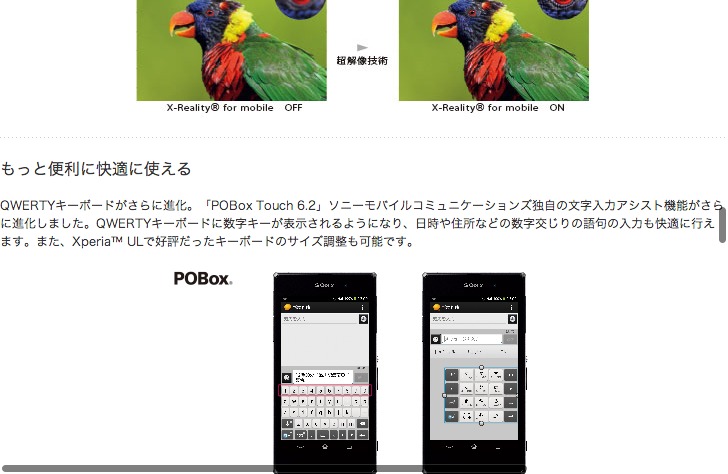 超解像技術
X-Reality® for mobile OFF
X-Reality® for mobile ON
もっと便利に快適に使える
QWERTYキーボードがさらに進化。「POBox Touch 6.2」ソニーモバイルコミュニケーションズ独自の文字入力アシスト機能がさら
に進化しました。QWERTYキーボードに数字キーが表示されるようになり、日時や住所などの数字交じりの語句の入力も快適に行え
ます。また、Xperia™ ULで好評だったキーボードのサイズ調整も可能です。
POBox®
SONY
SONY